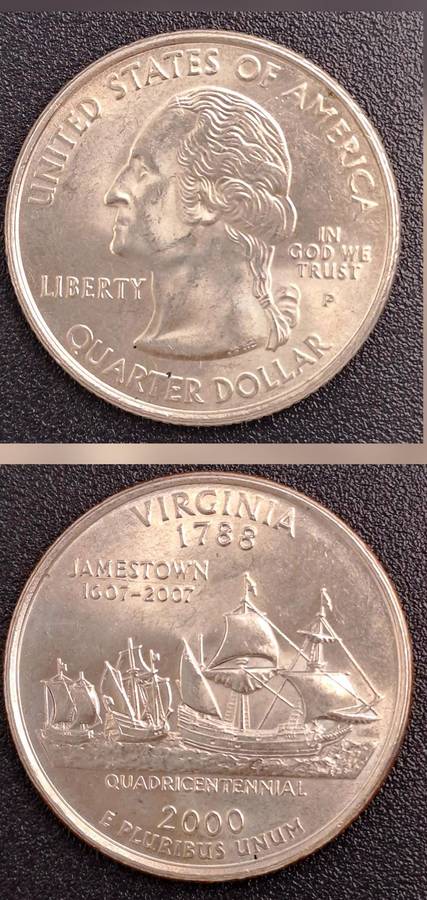 UNITED STATES OF AMERICA
IN
GOD WE
TRUST
LIBERTY
P
QUARTER DOLLAR
VIRGINIA
1788
JAMESTOWN
1607-2007
QUADRICENTENNIAL
2000
E PLURIBUS UNUM